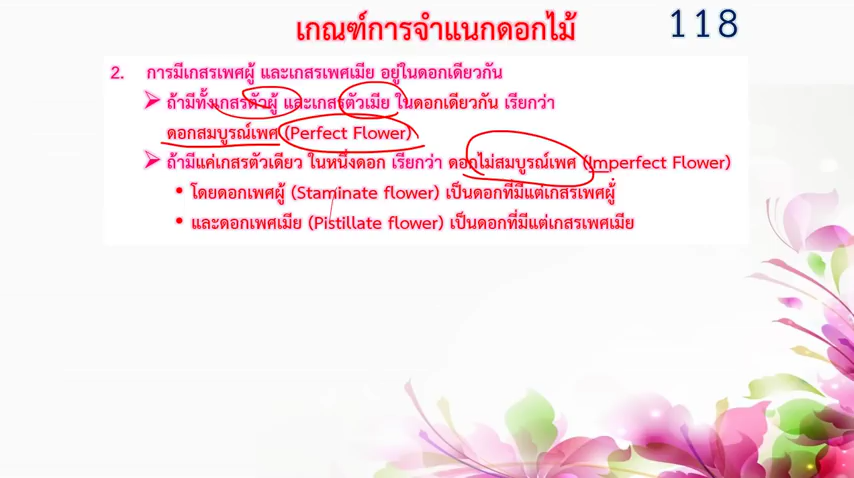 เกณฑ์การจำแนกดอกไม้
118
2. การมีเกสรเพศผู้ และเกสรเพศเมีย อยู่ในดอกเดียวกัน
ถ้ามีทั้งเกสรตัวผู้ และเกสรตัวเมีย ในดอกเดียวกัน เรียกว่า
ดอกสมบูรณ์เพศ (Perfect Flower)
ถ้ามีแค่เกสรตัวเดียว ในหนึ่งดอก เรียกว่า ดอกไม่สมบูรณ์เพศ (Imperfect Flower)
• โดยดอกเพศผู้ (Staminate flower) เป็นดอกที่มีแต่เกสรเพศผู้
• และดอกเพศเมีย (Pistillate flower) เป็นดอกที่มีแต่เกสรเพศเมีย